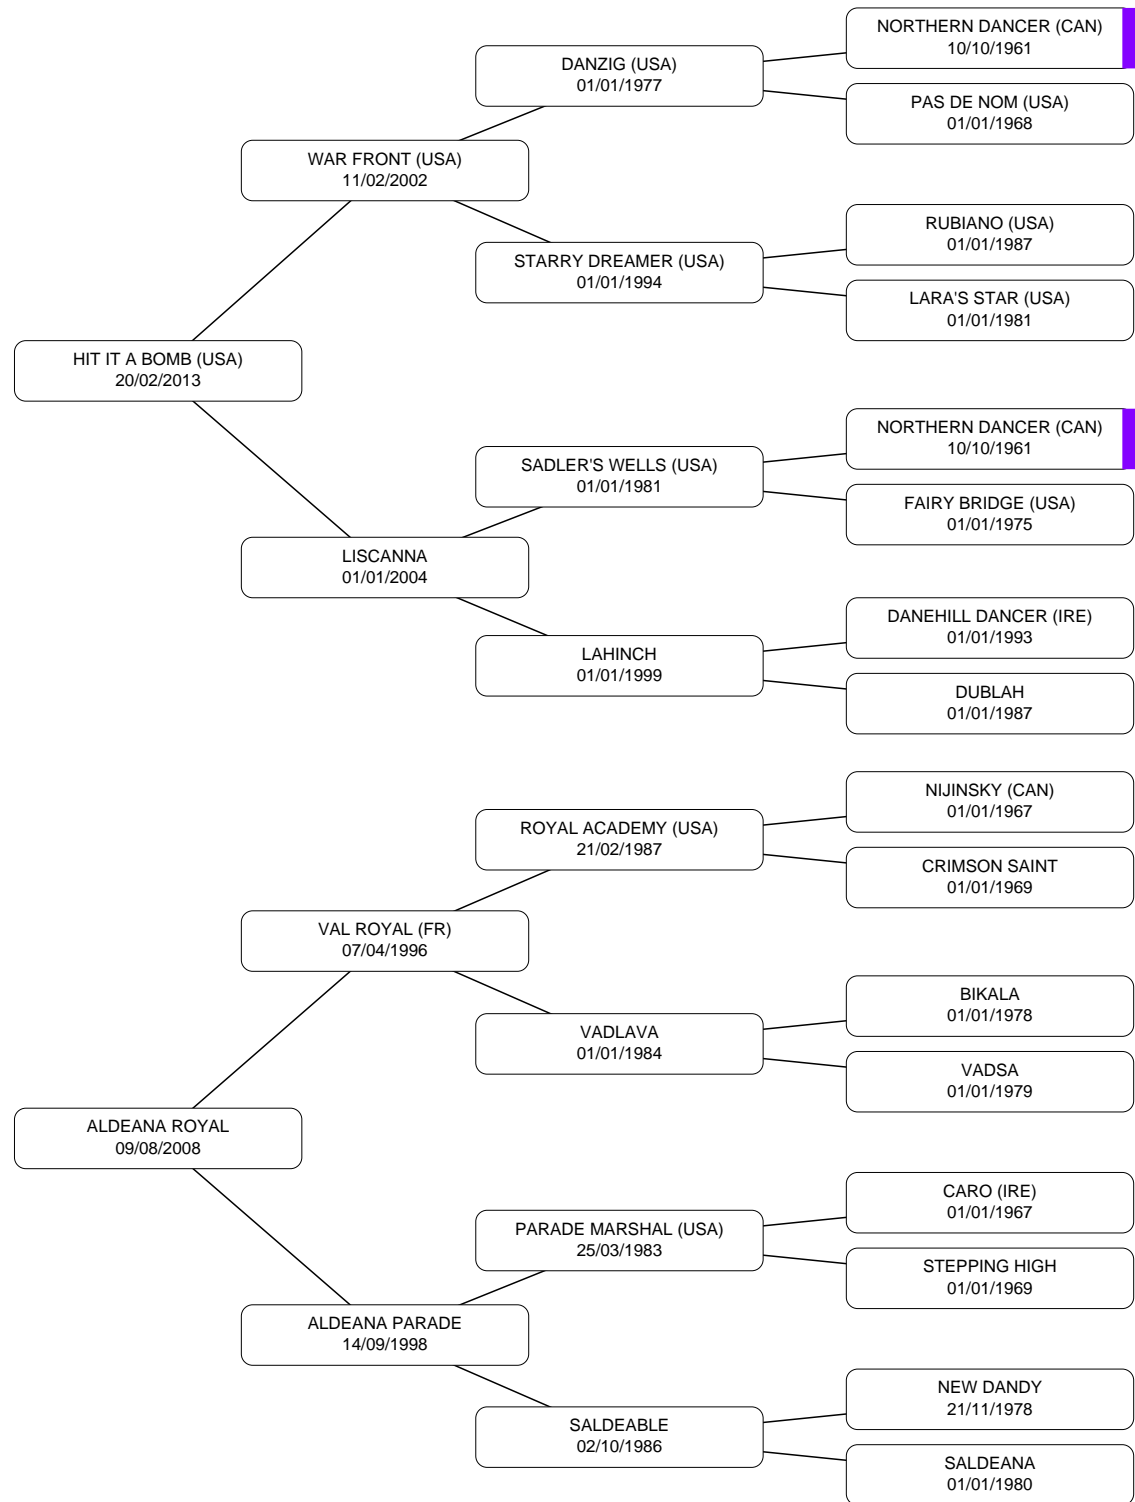 NORTHERN DANCER (CAN)
10/10/1961
DANZIG (USA)
01/01/1977
PAS DE NOM (USA)
01/01/1968
WAR FRONT (USA)
11/02/2002
RUBIANO (USA)
01/01/1987
STARRY DREAMER (USA)
01/01/1994
LARA'S STAR (USA)
01/01/1981
HIT IT A BOMB (USA)
20/02/2013
NORTHERN DANCER (CAN)
10/10/1961
SADLER'S WELLS (USA)
01/01/1981
FAIRY BRIDGE (USA)
01/01/1975
LISCANNA
01/01/2004
DANEHILL DANCER (IRE)
01/01/1993
LAHINCH
01/01/1999
DUBLAH
01/01/1987
NIJINSKY (CAN)
01/01/1967
ROYAL ACADEMY (USA)
21/02/1987
CRIMSON SAINT
01/01/1969
VAL ROYAL (FR)
07/04/1996
BIKALA
01/01/1978
VADLAVA
01/01/1984
VADSA
01/01/1979
ALDEANA ROYAL
09/08/2008
CARO (IRE)
01/01/1967
PARADE MARSHAL (USA)
25/03/1983
STEPPING HIGH
01/01/1969
ALDEANA PARADE
14/09/1998
NEW DANDY
21/11/1978
SALDEABLE
02/10/1986
SALDEANA
01/01/1980